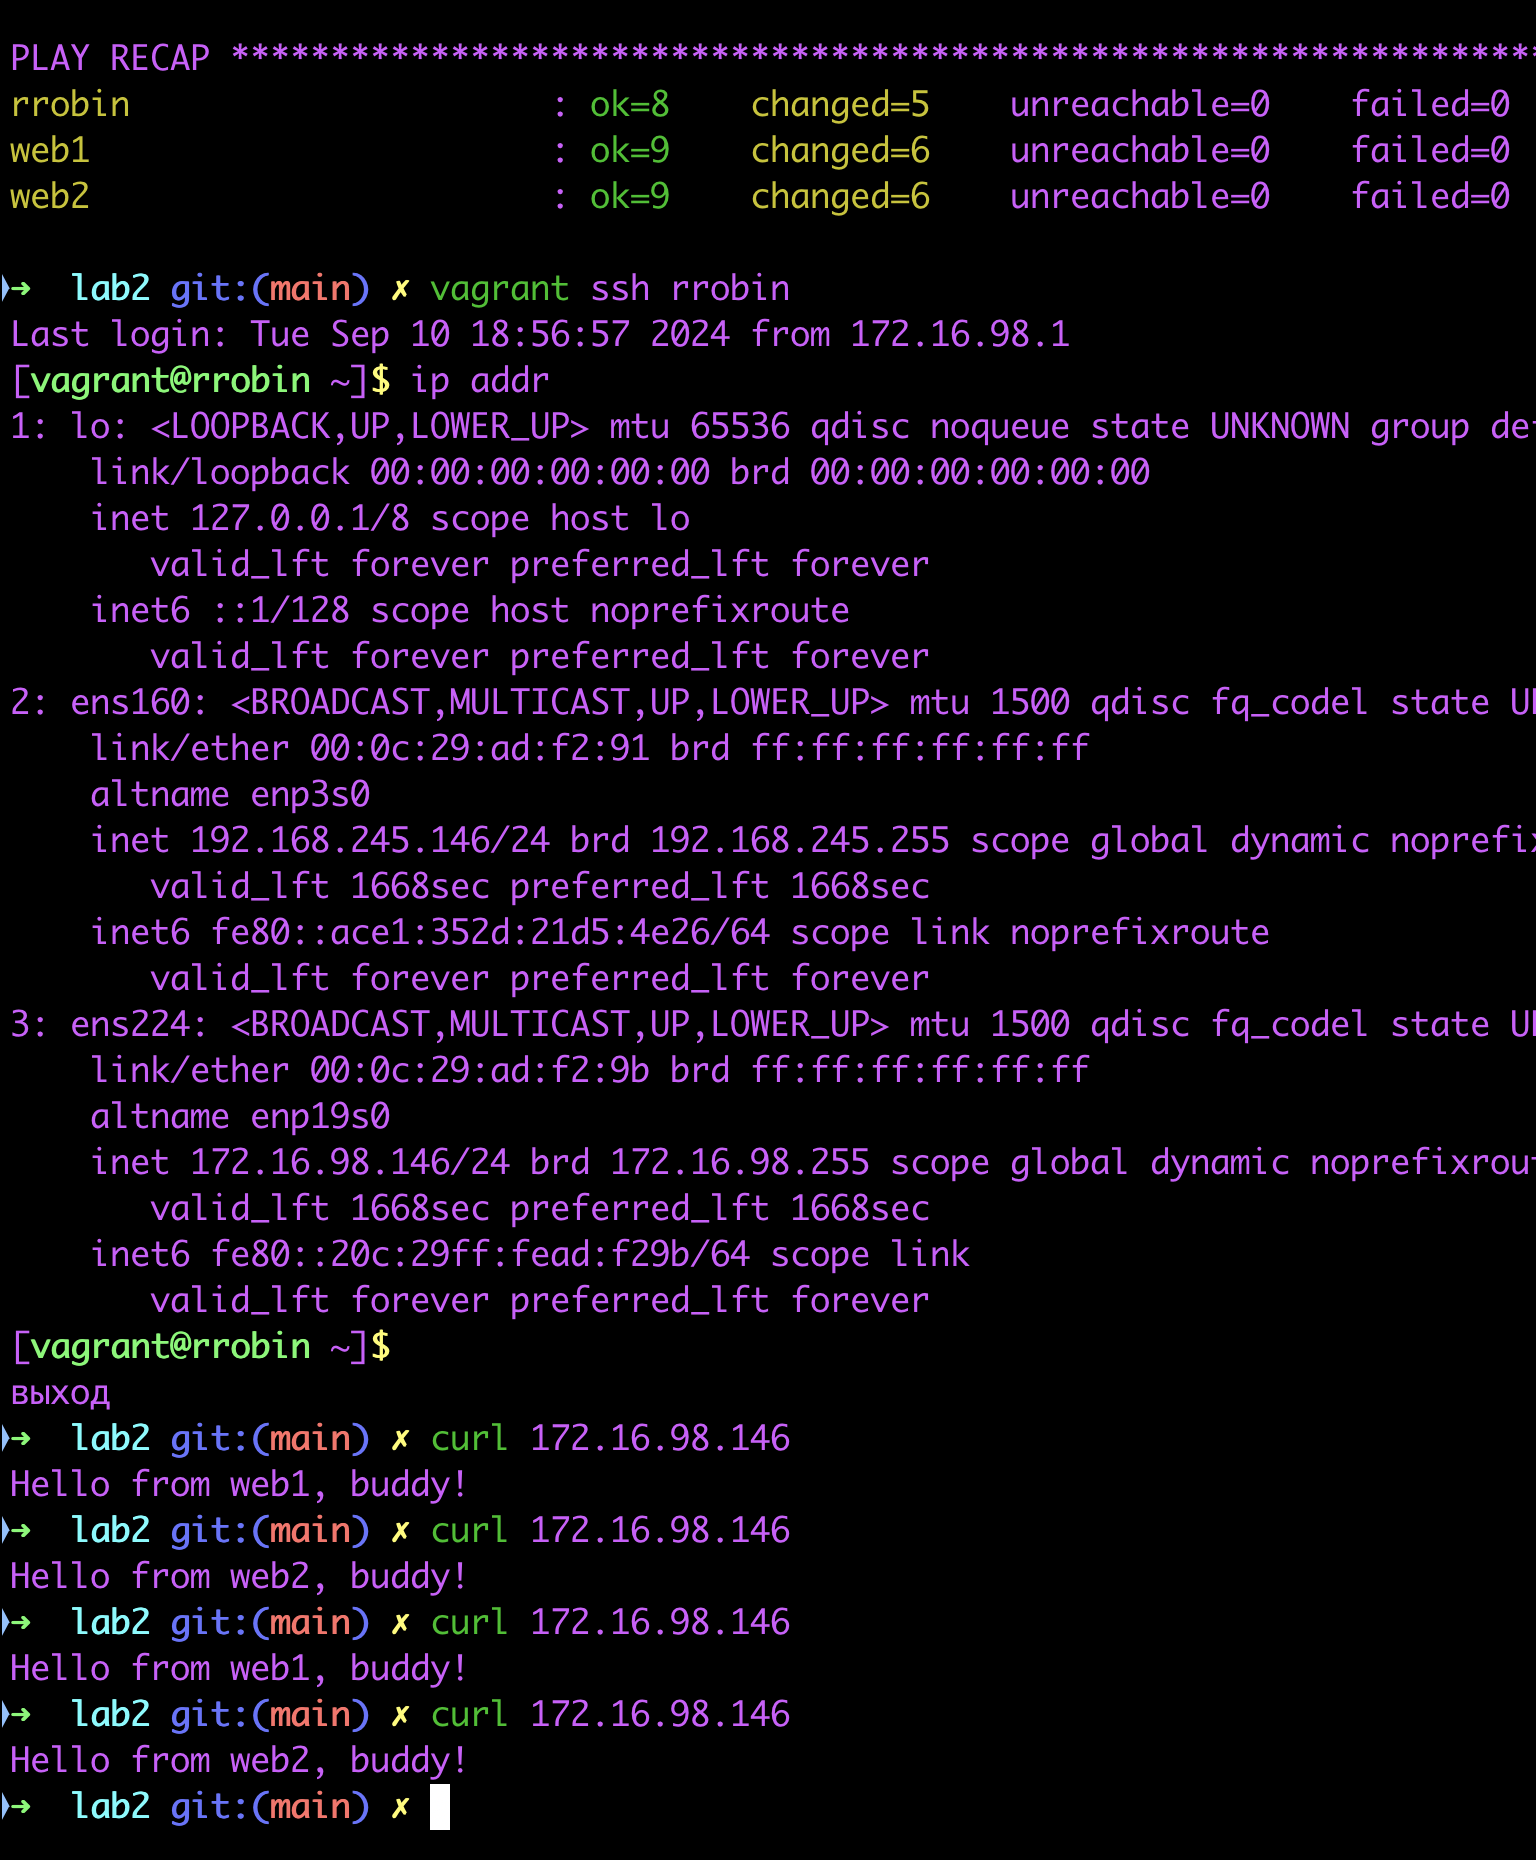 PLAY RECAP *****************************************************************
rrobin : ok=8 changed=5 unreachable=0 failed=0
web1 : ok=9 changed=6 unreachable=0 failed=0
web2 : ok=9 changed=6 unreachable=0 failed=0
➜ lab2 git:(main) ✗ vagrant ssh rrobin
Last login: Tue Sep 10 18:56:57 2024 from 172.16.98.1
[vagrant@rrobin ~]$ ip addr
1: lo: <LOOPBACK,UP,LOWER_UP> mtu 65536 qdisc noqueue state UNKNOWN group
link/loopback 00:00:00:00:00:00 brd 00:00:00:00:00:00
inet 127.0.0.1/8 scope host lo
valid_lft forever preferred_lft forever
inet6 ::1/128 scope host noprefixroute
valid_lft forever preferred_lft forever
2: ens160: <BROADCAST,MULTICAST,UP,LOWER_UP> mtu 1500 qdisc fq_codel state
link/ether 00:0c:29:ad:f2:91 brd ff:ff:ff:ff:ff:ff
altname enp3s0
inet 192.168.245.146/24 brd 192.168.245.255 scope global dynamic
valid_lft 1668sec preferred_lft 1668sec
inet6 fe80::ace1:352d:21d5:4e26/64 scope link noprefixroute
valid_lft forever preferred_lft forever
3: ens224: <BROADCAST,MULTICAST,UP,LOWER_UP> mtu 1500 qdisc fq_codel state
link/ether 00:0c:29:ad:f2:9b brd ff:ff:ff:ff:ff:ff
altname enp19s0
inet 172.16.98.146/24 brd 172.16.98.255 scope global dynamic
valid_lft 1668sec preferred_lft 1668sec
inet6 fe80::20c:29ff:fead:f29b/64 scope link
valid_lft forever preferred_lft forever
[vagrant@rrobin ~]$
выход
➜ lab2 git:(main) ✗ curl 172.16.98.146
Hello from web1, buddy!
➜ lab2 git:(main) ✗ curl 172.16.98.146
Hello from web2, buddy!
➜ lab2 git:(main) ✗ curl 172.16.98.146
Hello from web1, buddy!
➜ lab2 git:(main) ✗ curl 172.16.98.146
Hello from web2, buddy!
➜ lab2 git:(main) ✗